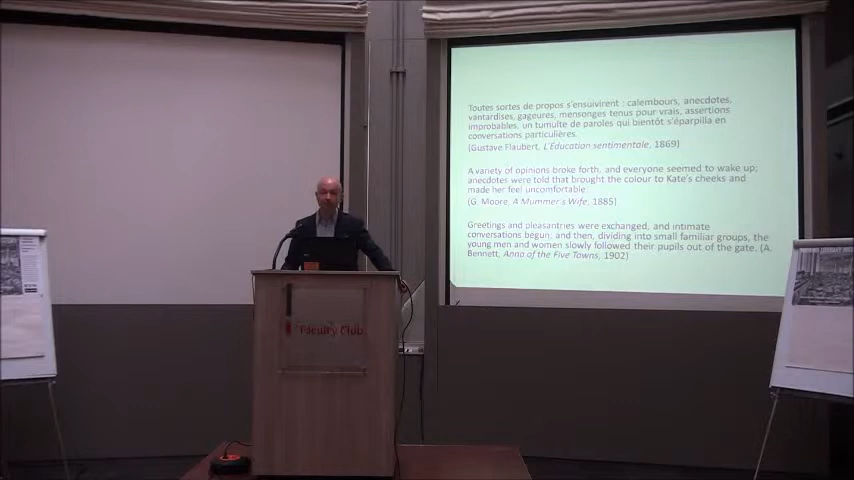 Toutes sortes de propos s'ensuivirent : calembours, anecdotes,
vantardises, gageures, mensonges tenus pour vrais, assertions
improbables, un tumulte de paroles qui bientôt s'éparpilla en
conversations particulières.
(Gustave Flaubert, L'Éducation sentimentale, 1869)
A variety of opinions broke forth, and everyone seemed to wake up;
anecdotes were told that brought the colour to Kate's cheeks and
made her feel uncomfortable.
(G. Moore, A Mummer's Wife, 1885)
Greetings and pleasantries were exchanged, and intimate
conversations begun; and then, dividing into small familiar groups, the
young men and women slowly followed their pupils out of the gate. (A.
Bennett, Anna of the Five Towns, 1902)
Faculty Club